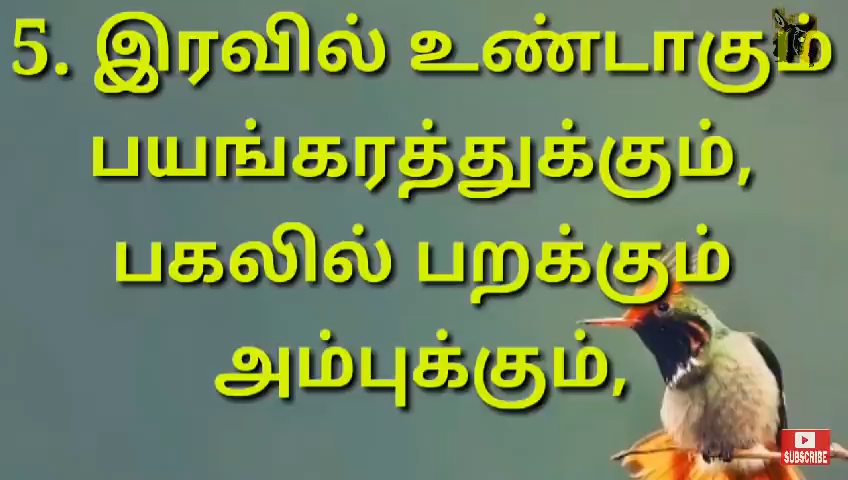 5. இரவில் உண்டாகும்
பயங்கரத்துக்கும்,
பகலில் பறக்கும்
அம்புக்கும்,
SUBSCRIBE